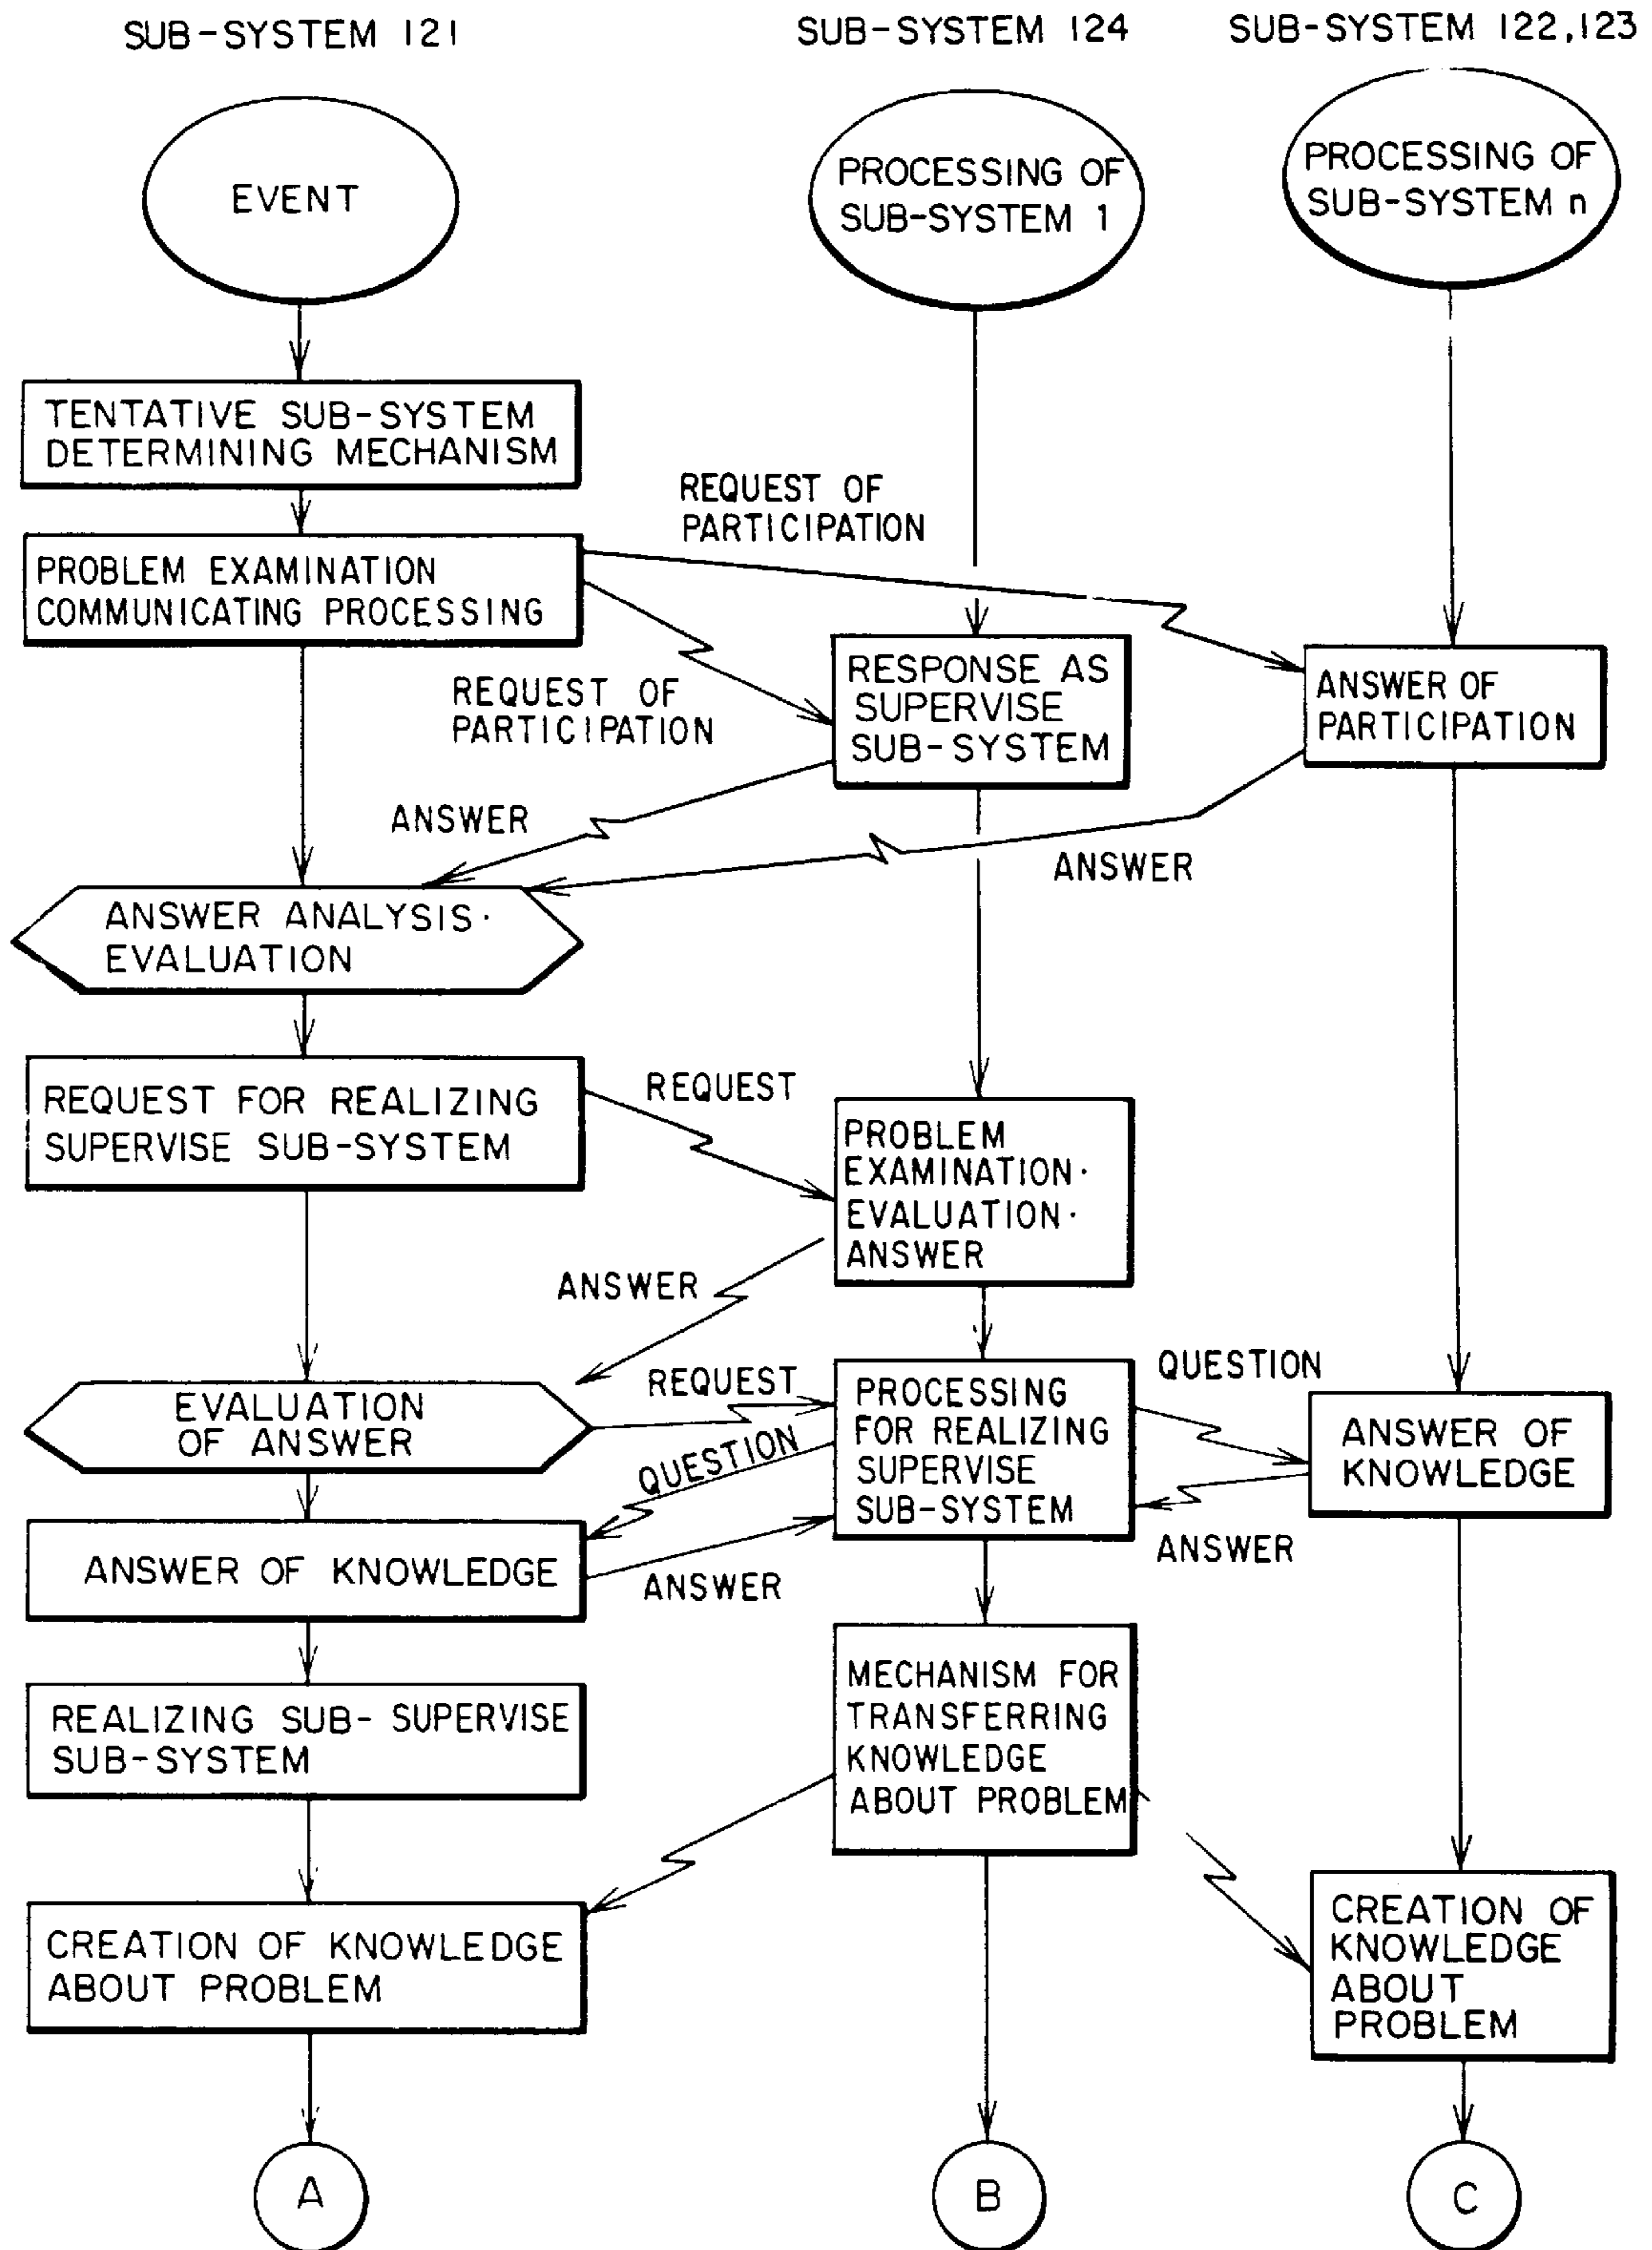 SUB-SYSTEM 121
SUB-SYSTEM 124
SUB-SYSTEM 122,123
EVENT
PROCESSING OF
SUB-SYSTEM 1
PROCESSING OF
SUB-SYSTEM n
TENTATIVE SUB-SYSTEM
DETERMINING MECHANISM
REQUEST OF
PARTICIPATION
PROBLEM EXAMINATION
COMMUNICATING PROCESSING
REQUEST OF
PARTICIPATION
RESPONSE AS
SUPERVISE
SUB-SYSTEM
ANSWER OF
PARTICIPATION
ANSWER
ANSWER
ANSWER ANALYSIS·
EVALUATION
REQUEST FOR REALIZING
SUPERVISE SUB-SYSTEM
REQUEST
PROBLEM
EXAMINATION·
EVALUATION·
ANSWER
ANSWER
EVALUATION
OF ANSWER
REQUEST
QUESTION
PROCESSING
FOR REALIZING
SUPERVISE
SUB-SYSTEM
QUESTION
ANSWER OF
KNOWLEDGE
ANSWER
ANSWER OF KNOWLEDGE
ANSWER
REALIZING SUB-SUPERVISE
SUB-SYSTEM
MECHANISM FOR
TRANSFERRING
KNOWLEDGE
ABOUT PROBLEM
CREATION OF KNOWLEDGE
ABOUT PROBLEM
CREATION OF
KNOWLEDGE
ABOUT
PROBLEM
A
B
C